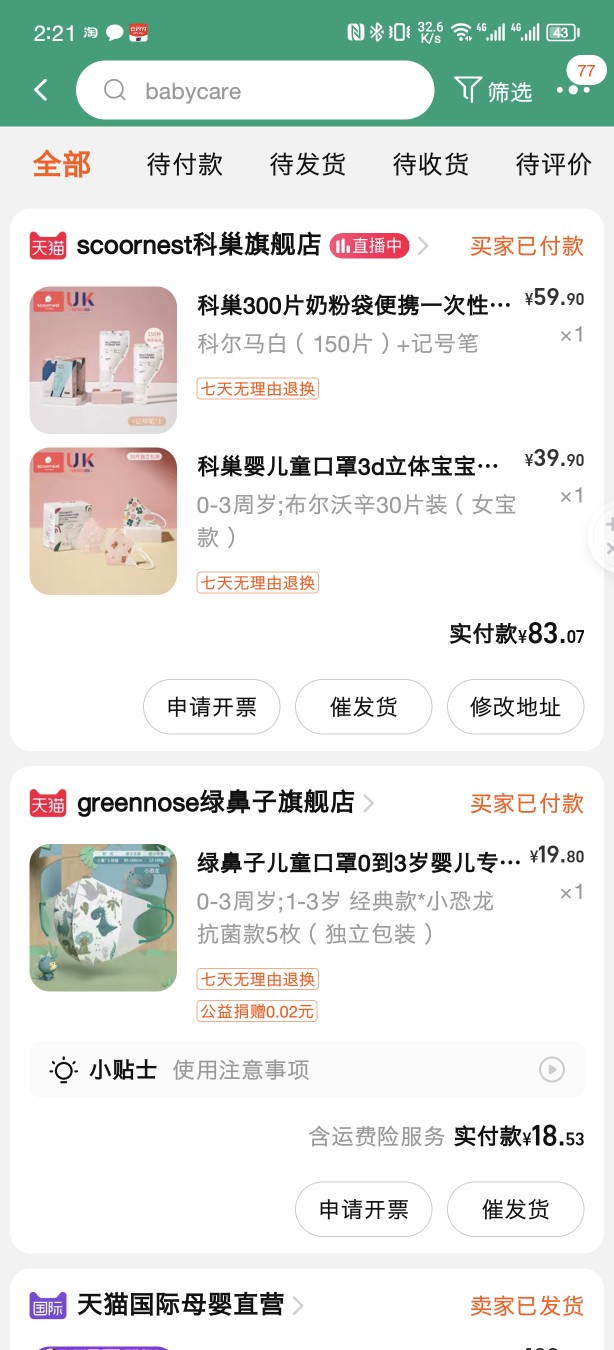 2:21 淘 32.6 K/s 4G 4G 43
babycare 筛选 77
全部 待付款 待发货 待收货 待评价
天猫 scoornest科巢旗舰店 直播中 买家已付款
科巢300片奶粉袋便携一次性… ¥59.90
科尔马白（150片）+记号笔 ×1
七天无理由退换
UK
科巢婴儿童口罩3d立体宝宝… ¥39.90
0-3周岁;布尔沃辛30片装（女宝 ×1
款）
七天无理由退换
UK
实付款¥83.07
申请开票 催发货 修改地址
天猫 greennose绿鼻子旗舰店 买家已付款
绿鼻子儿童口罩0到3岁婴儿专… ¥19.80
0-3周岁;1-3岁 经典款*小恐龙 ×1
抗菌款5枚（独立包装）
七天无理由退换
公益捐赠0.02元
小贴士 使用注意事项
含运费险服务 实付款¥18.53
申请开票 催发货
国际 天猫国际母婴直营 卖家已发货